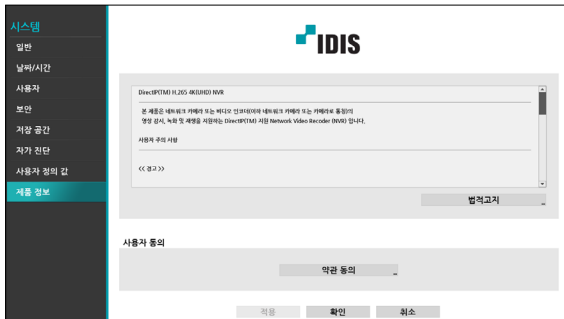 시스템
일반
날짜/시간
사용자
보안
저장 공간
자가 진단
사용자 정의 값
제품 정보
IDIS
DirectIP(TM) H.265 4K(UHD) NVR
본 제품은 네트워크 카메라 또는 비디오 인코더(이하 네트워크 카메라 또는 카메라로 통칭)의
영상 감시, 녹화 및 재생을 지원하는 DirectIP(TM) 지원 Network Video Recoder (NVR) 입니다.
사용자 주의 사항
<< 경고 >>
법적고지
사용자 동의
약관 동의
적용
확인
취소